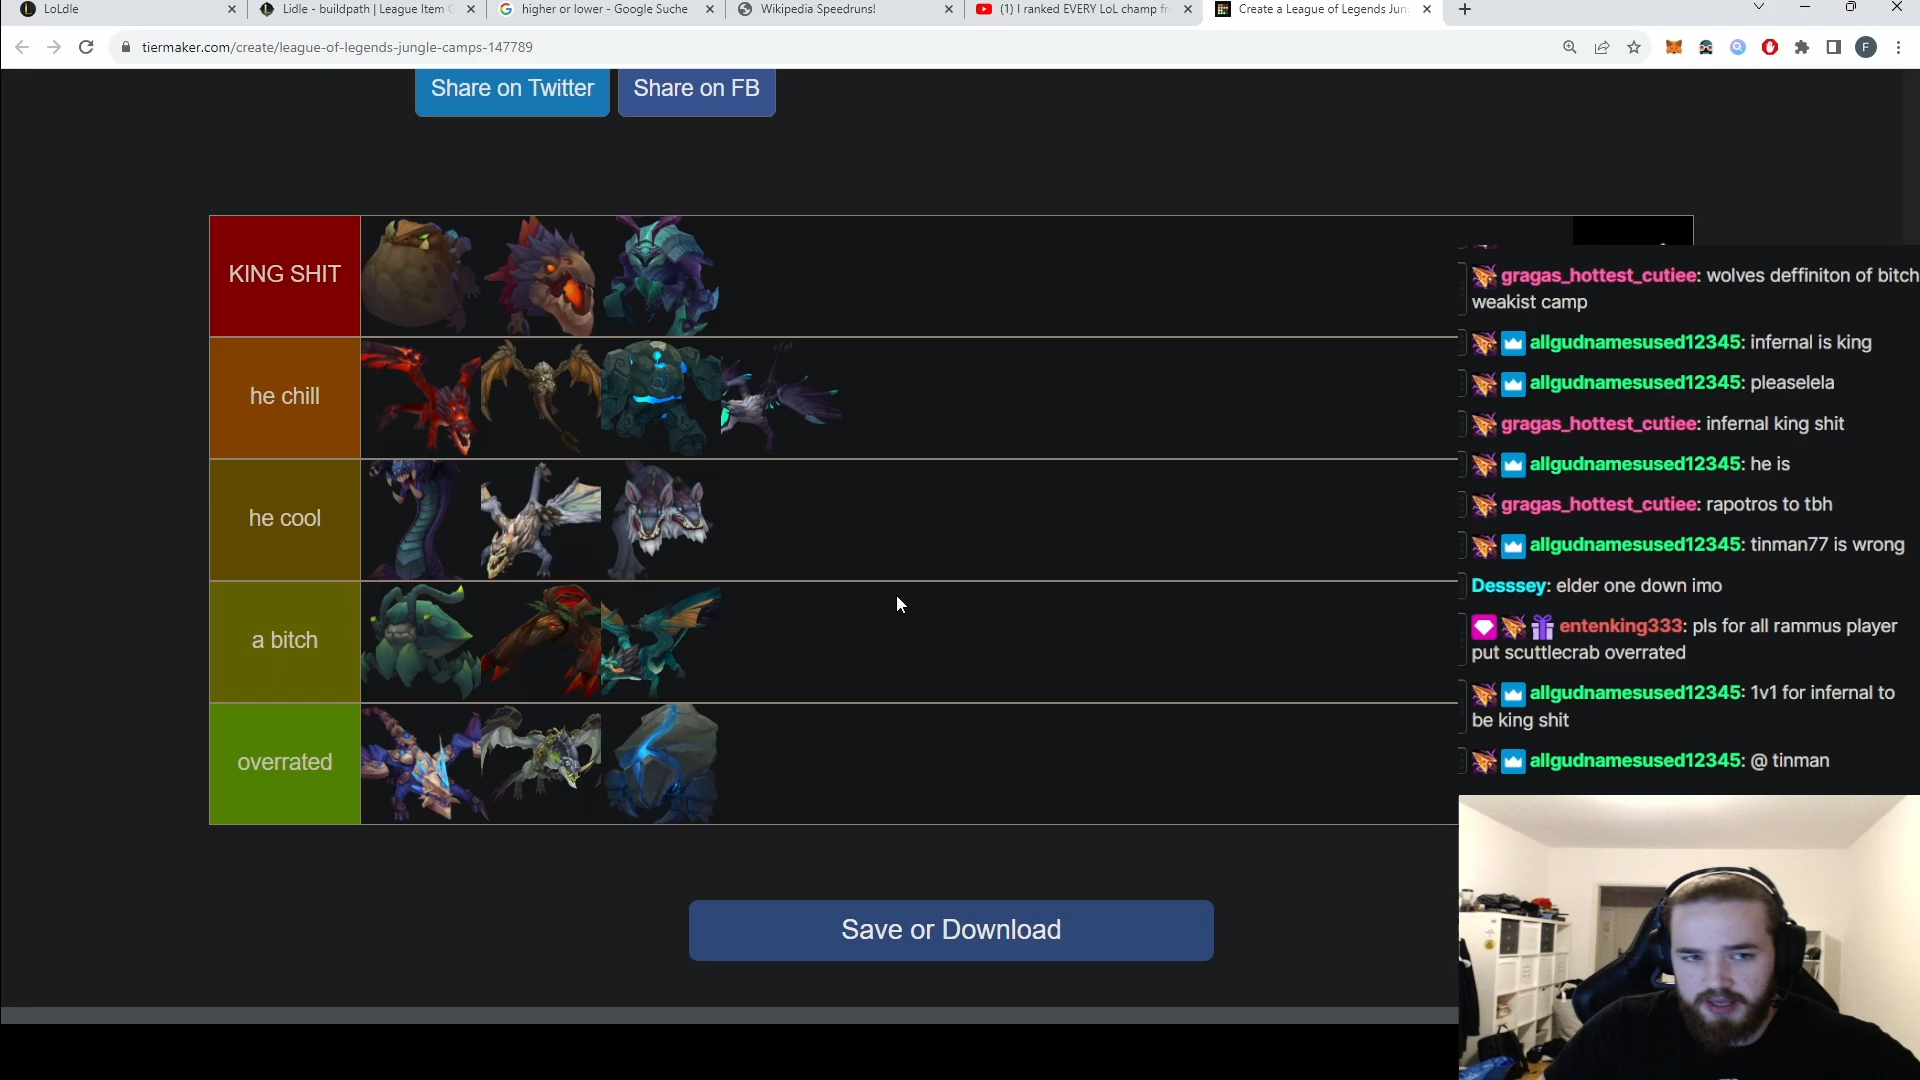 LoLdle
Lidle - buildpath | League Item
higher or lower - Google Suche
Wikipedia Speedruns!
(1) I ranked EVERY LoL champ
Create a League of Legends Jun
tiermaker.com/create/league-of-legends-jungle-camps-147789
F
Share on Twitter
Share on FB
KING SHIT
he chill
he cool
a bitch
overrated
Save or Download
gragas_hottest_cutiee: wolves deffiniton of bitch
weakist camp
allgudnamesused12345: infernal is king
allgudnamesused12345: pleaselela
gragas_hottest_cutiee: infernal king shit
allgudnamesused12345: he is
gragas_hottest_cutiee: rapotros to tbh
allgudnamesused12345: tinman77 is wrong
Desssey: elder one down imo
entenking333: pls for all rammus player
put scuttlecrab overrated
allgudnamesused12345: 1v1 for infernal to
be king shit
allgudnamesused12345: @ tinman